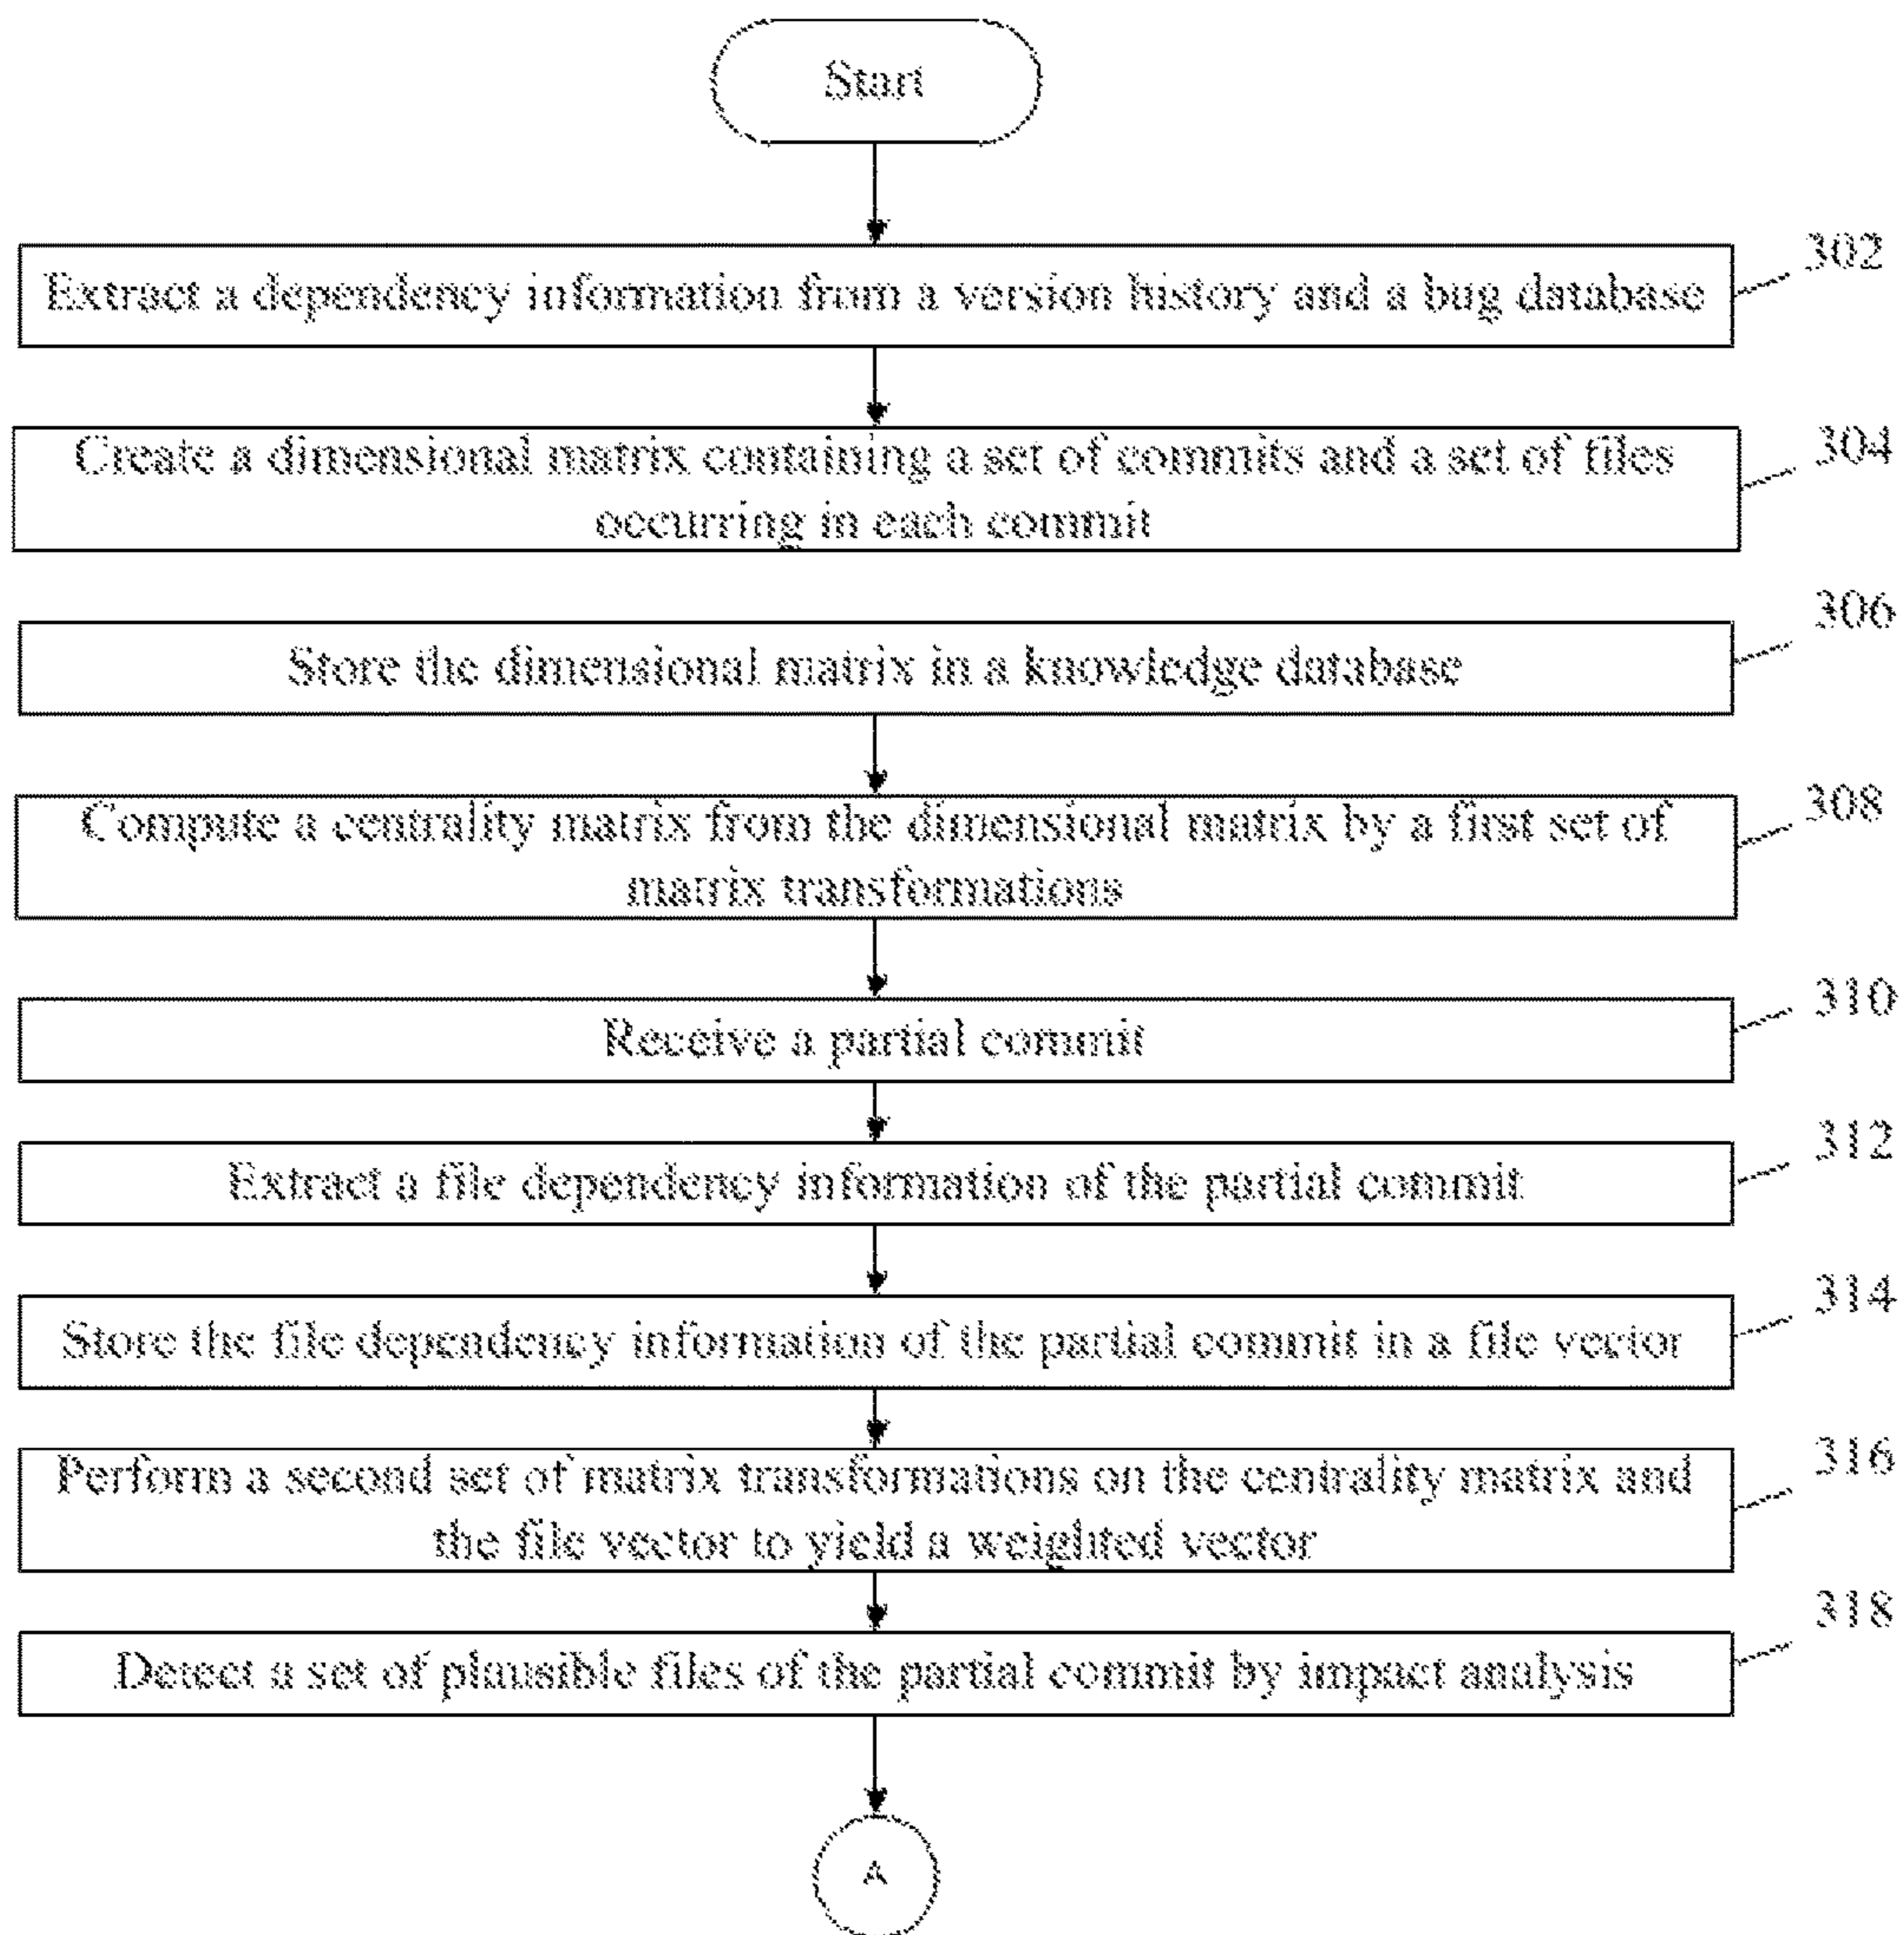 Start
302
Extract a dependency information from a version history and a bug database
304
Create a dimensional matrix containing a set of commits and a set of files
occurring in each commit
306
Store the dimensional matrix in a knowledge database
308
Compute a centrality matrix from the dimensional matrix by a first set of
matrix transformations
310
Receive a partial commit
312
Extract a file dependency information of the partial commit
314
Store the file dependency information of the partial commit in a file vector
316
Perform a second set of matrix transformations on the centrality matrix and
the file vector to yield a weighted vector
318
Detect a set of plausible files of the partial commit by impact analysis
A